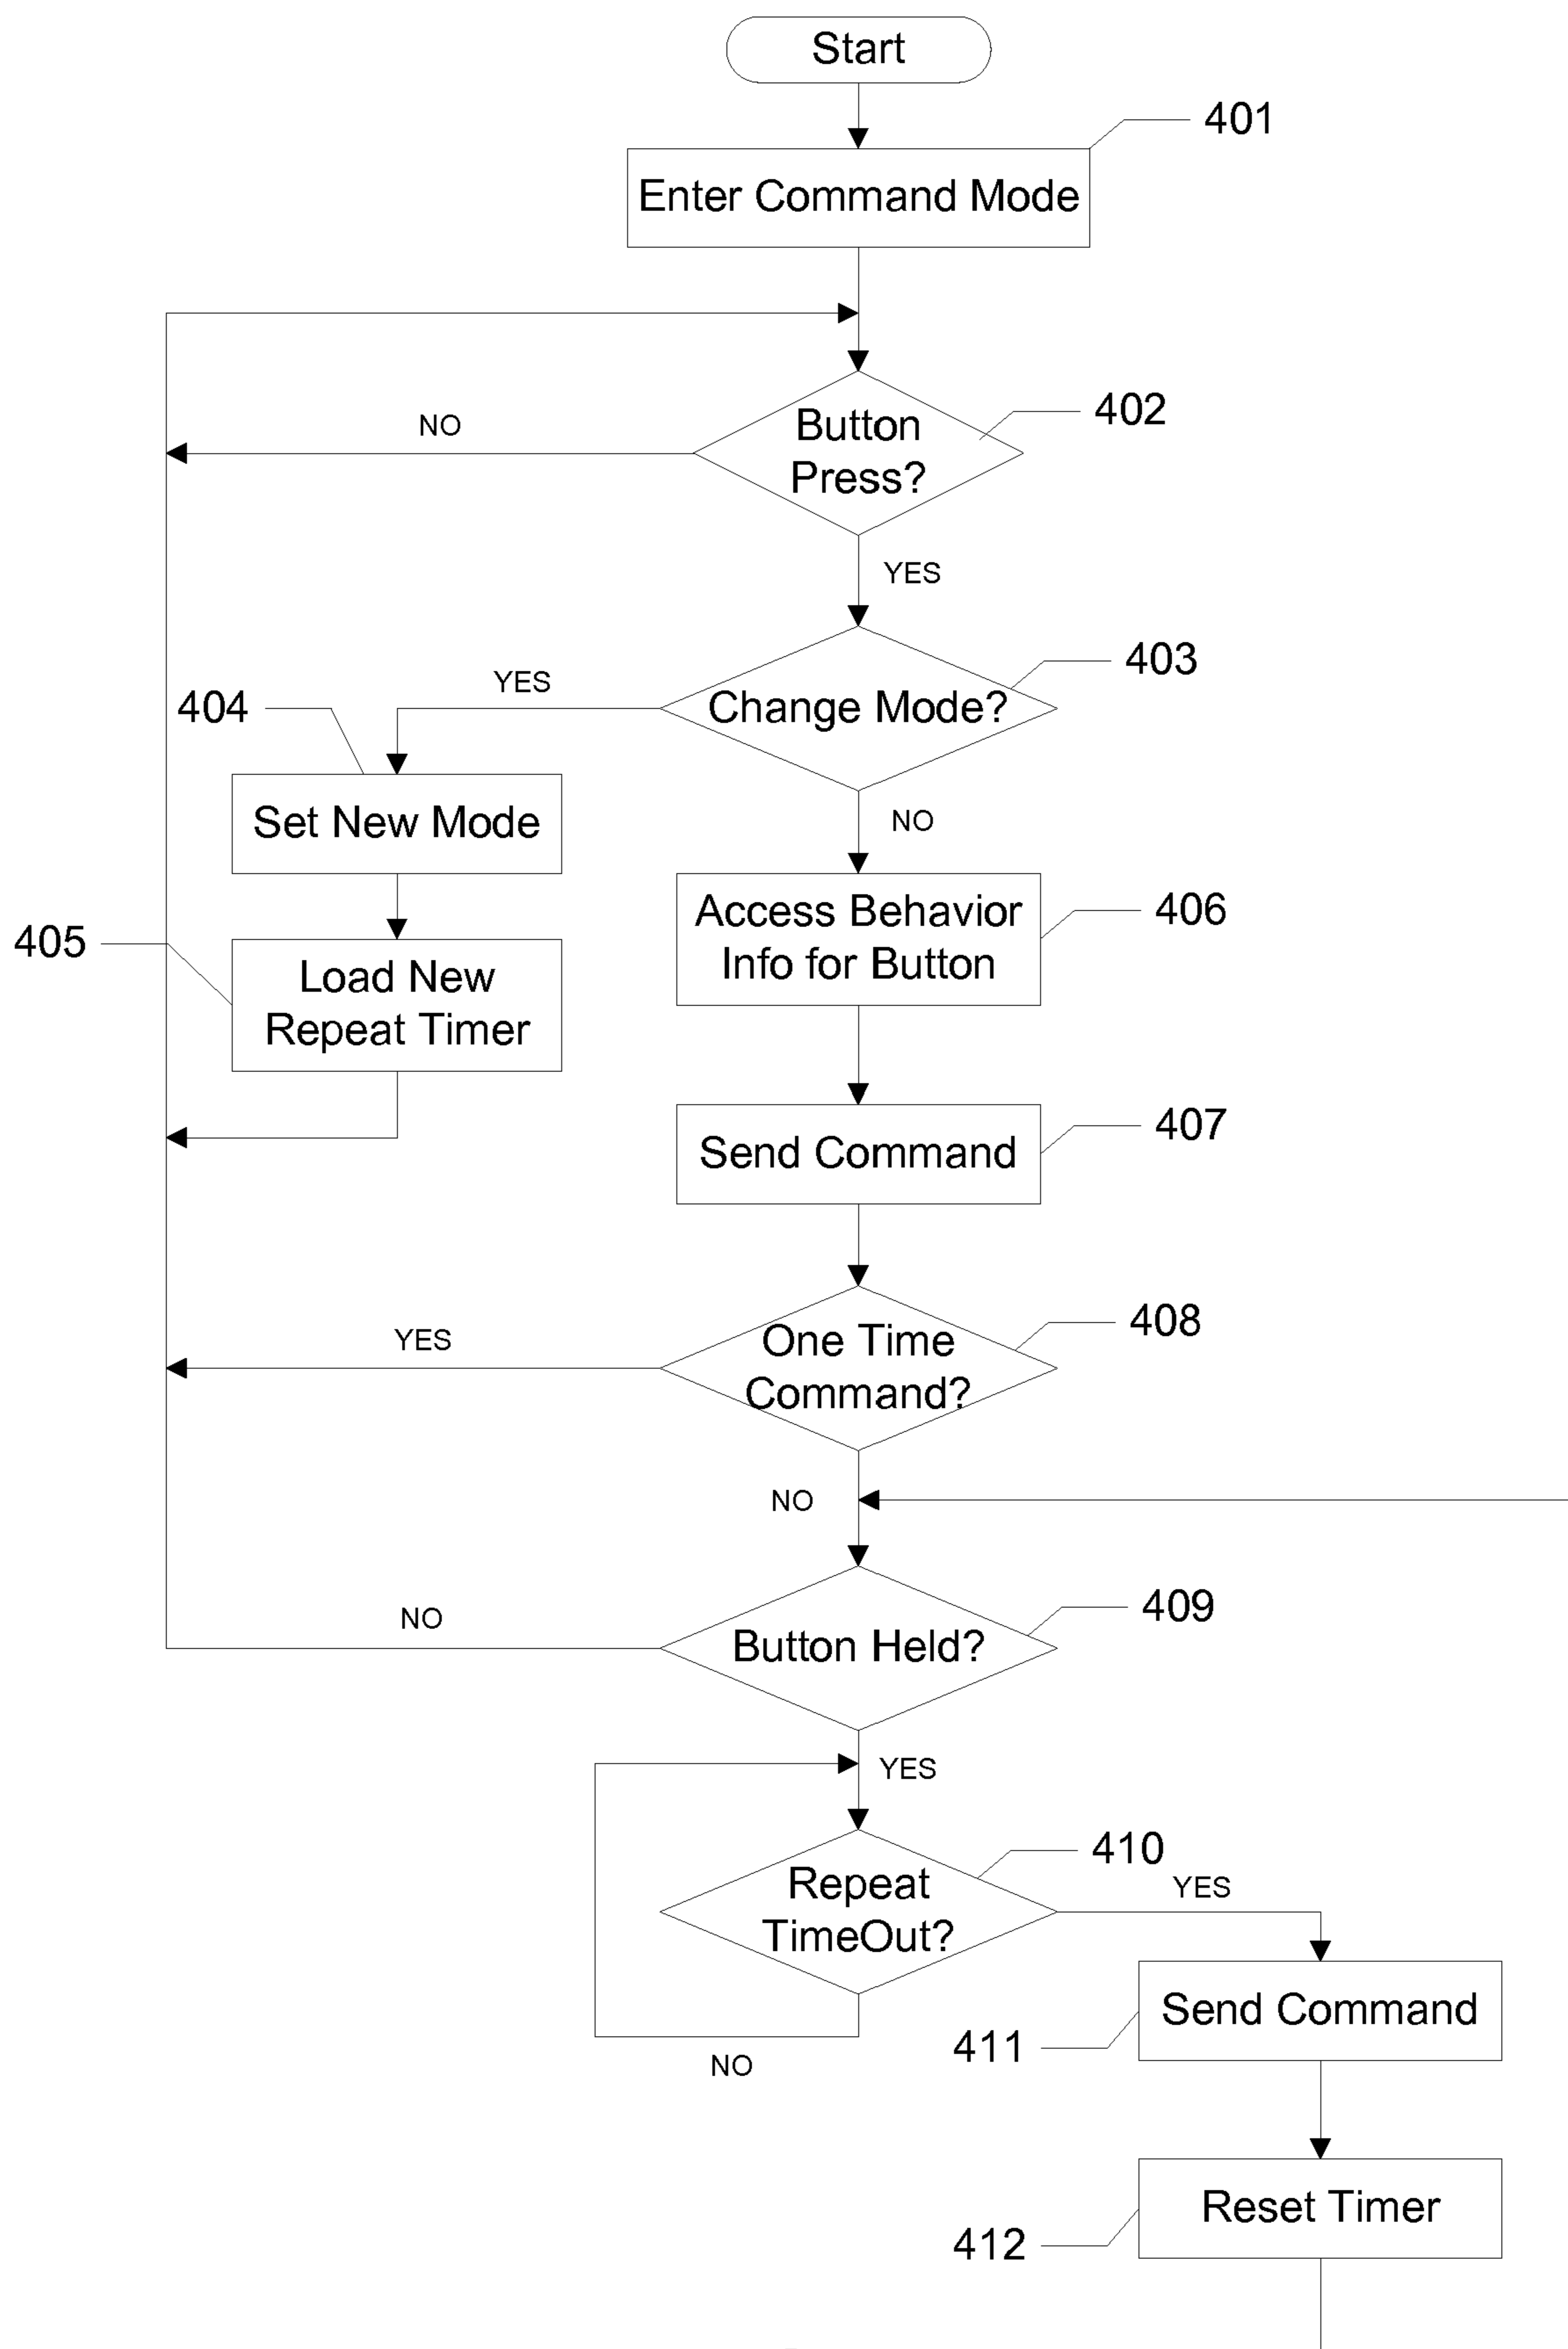 Start
401
Enter Command Mode
402
NO
Button
Press?
YES
403
YES
404
Change Mode?
NO
Set New Mode
406
Access Behavior
Info for Button
405
Load New
Repeat Timer
407
Send Command
408
YES
One Time
Command?
NO
409
NO
Button Held?
YES
410
YES
Repeat
TimeOut?
Send Command
411
NO
Reset Timer
412